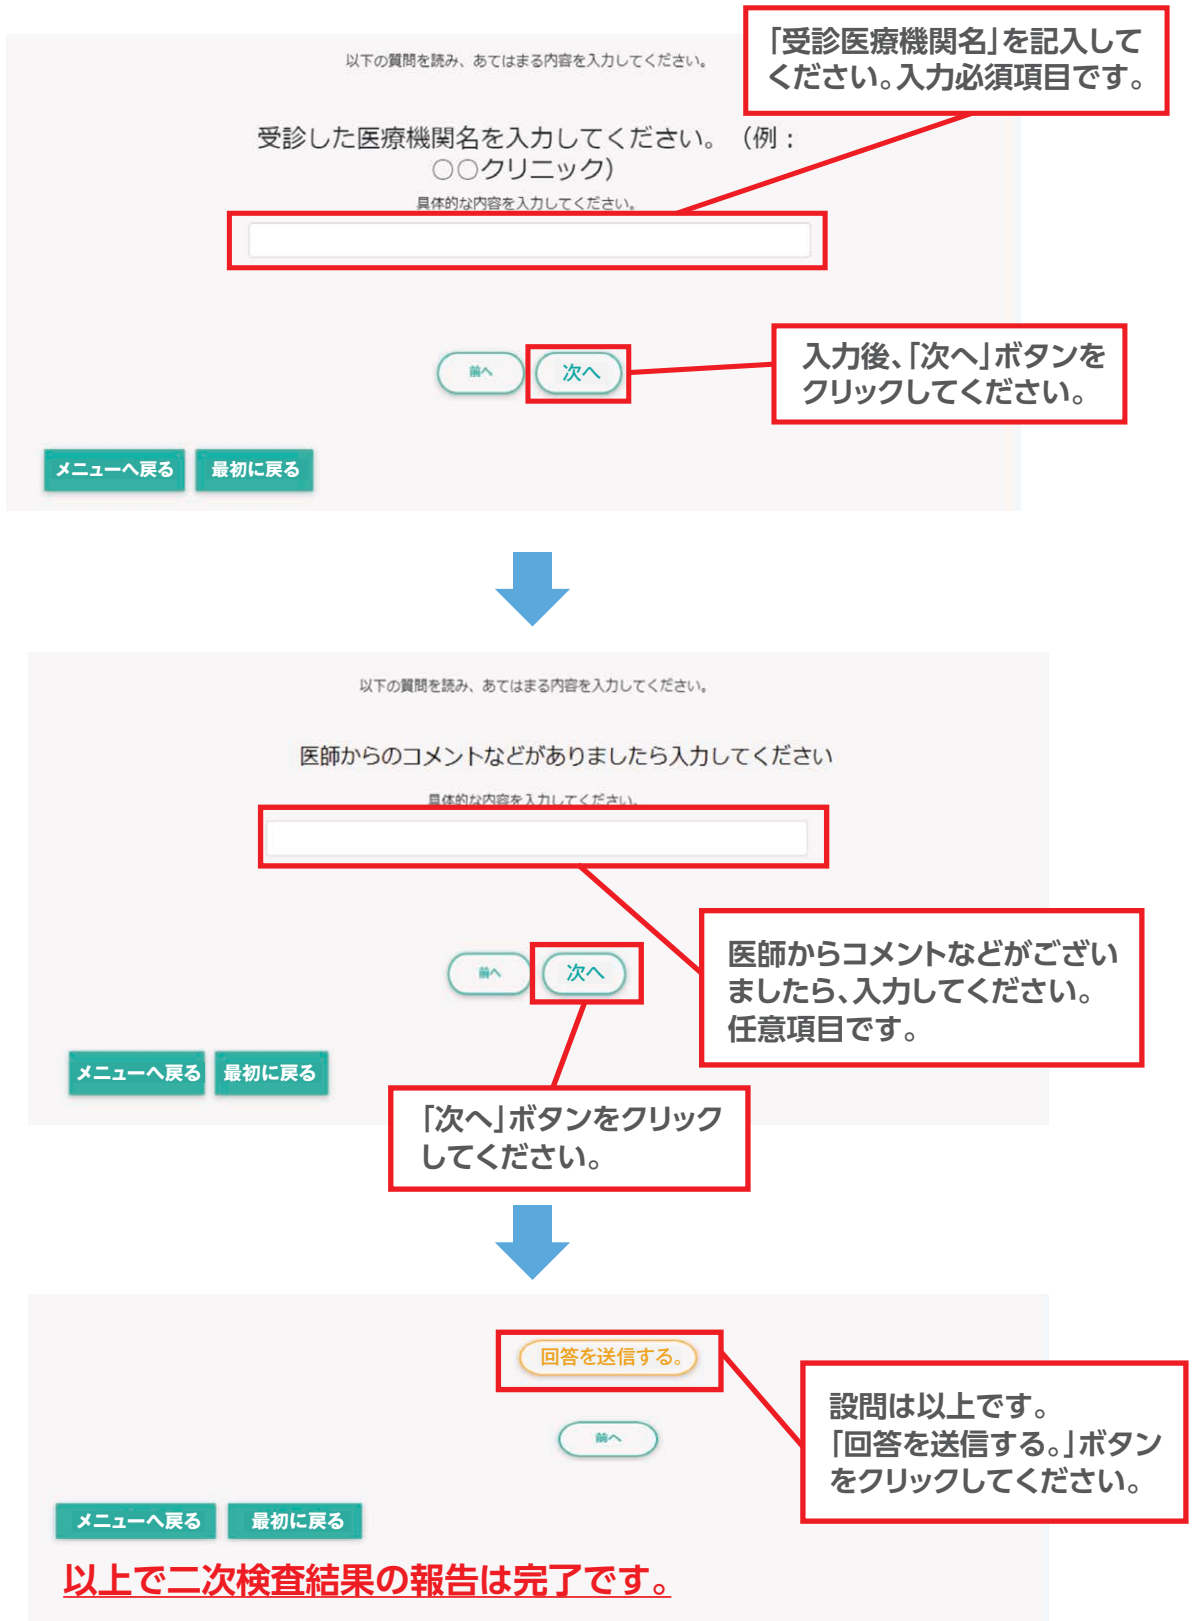 「受診医療機関名」を記入して
ください。入力必須項目です。
以下の質問を読み、あてはまる内容を入力してください。
受診した医療機関名を入力してください。（例：
○○クリニック）
具体的な内容を入力してください。
前へ
次へ
入力後、「次へ」ボタンを
クリックしてください。
メニューへ戻る
最初に戻る
以下の質問を読み、あてはまる内容を入力してください。
医師からのコメントなどがありましたら入力してください
具体的な内容を入力してください。
前へ
次へ
医師からコメントなどがござい
ましたら、入力してください。
任意項目です。
メニューへ戻る
最初に戻る
「次へ」ボタンをクリック
してください。
回答を送信する。
前へ
設問は以上です。
「回答を送信する。」ボタン
をクリックしてください。
メニューへ戻る
最初に戻る
以上で二次検査結果の報告は完了です。